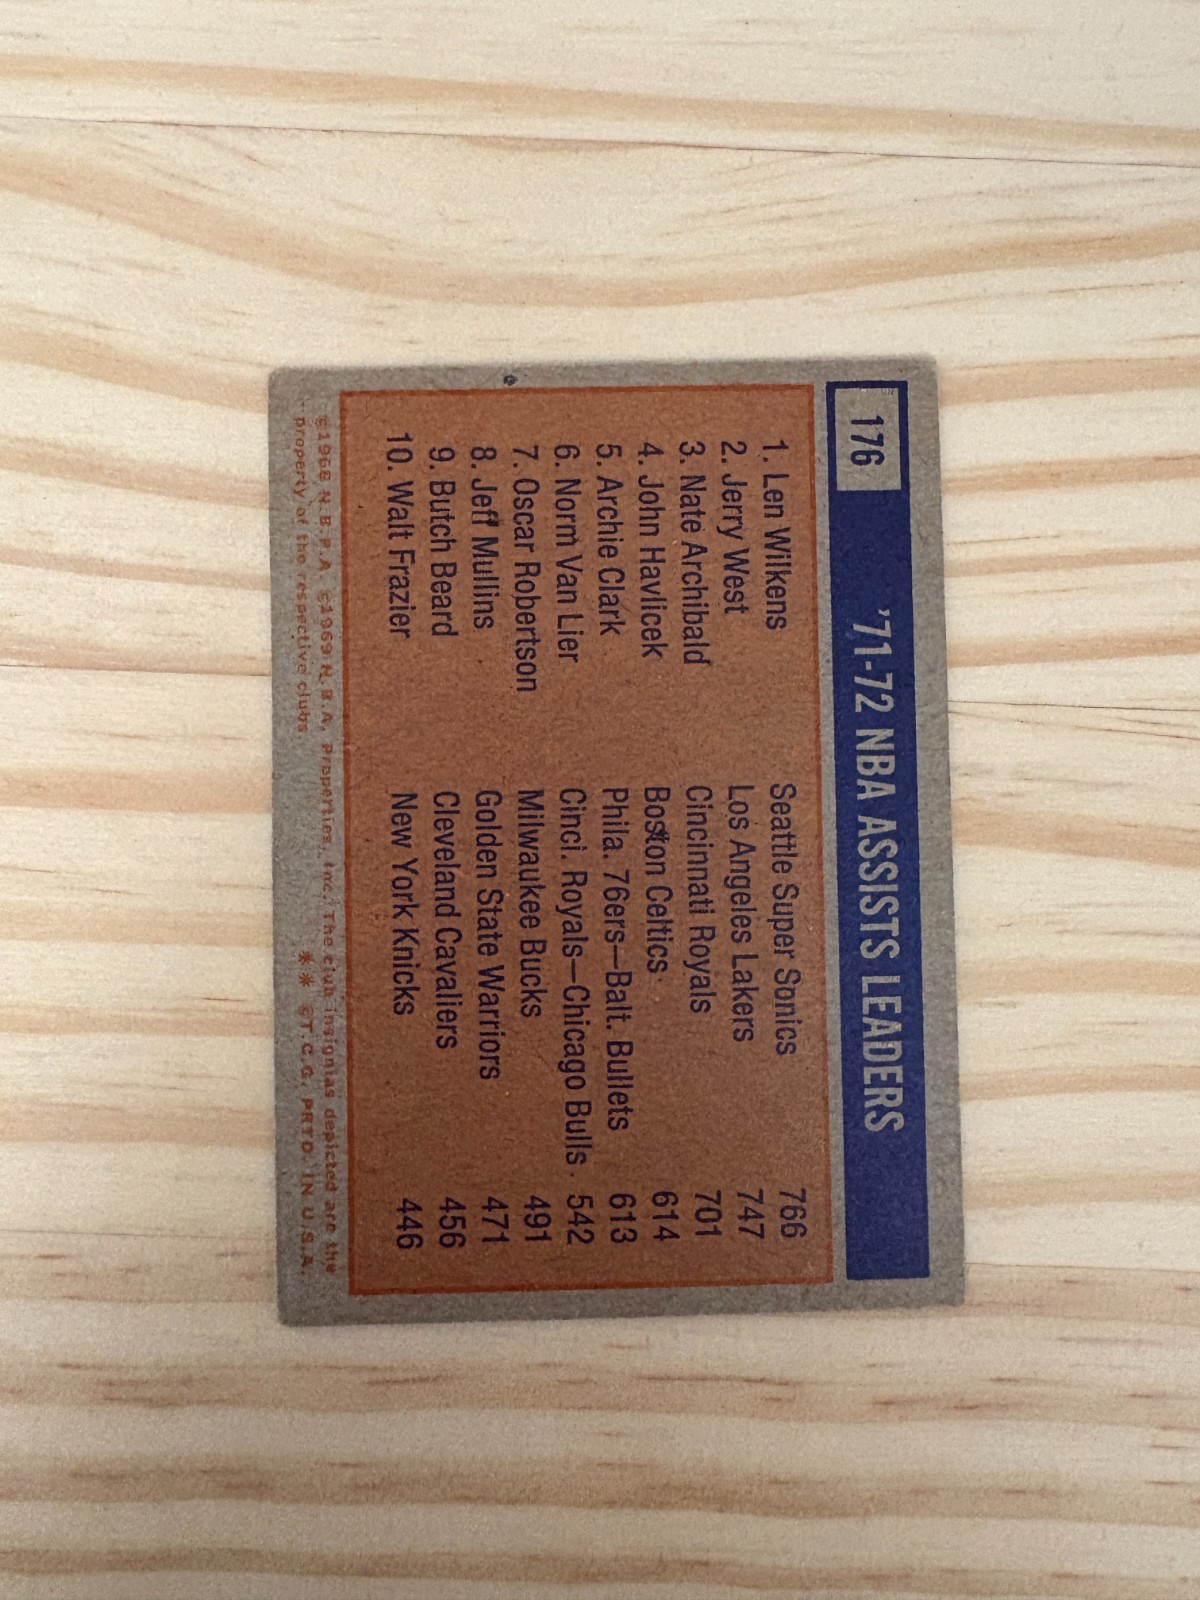 176 '71-72 NBA ASSISTS LEADERS
1. Len Wilkens Seattle Super Sonics 766
2. Jerry West Los Angeles Lakers 747
3. Nate Archibald Cincinnati Royals 701
4. John Havlicek Boston Celtics 614
5. Archie Clark Phila. 76ers—Balt. Bullets 613
6. Norm Van Lier Cinci. Royals—Chicago Bulls 542
7. Oscar Robertson Milwaukee Bucks 491
8. Jeff Mullins Golden State Warriors 471
9. Butch Beard Cleveland Cavaliers 456
10. Walt Frazier New York Knicks 446
©1968 N.B.P.A. ©1969 N.B.A. Properties, Inc. The club insignias depicted are the
property of the respective clubs. ** ©T.C.G. PRTD. IN U.S.A.